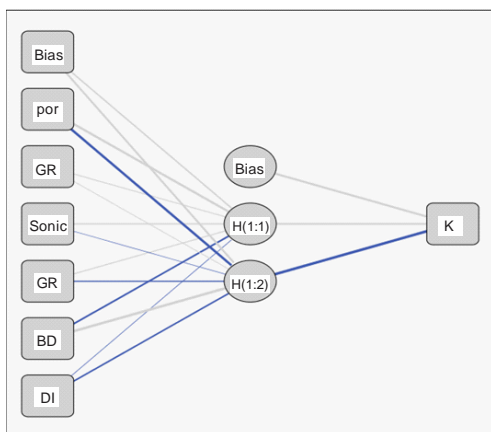 Bias
por
GR
Sonic
GR
BD
DI
Bias
H(1:1)
H(1:2)
K